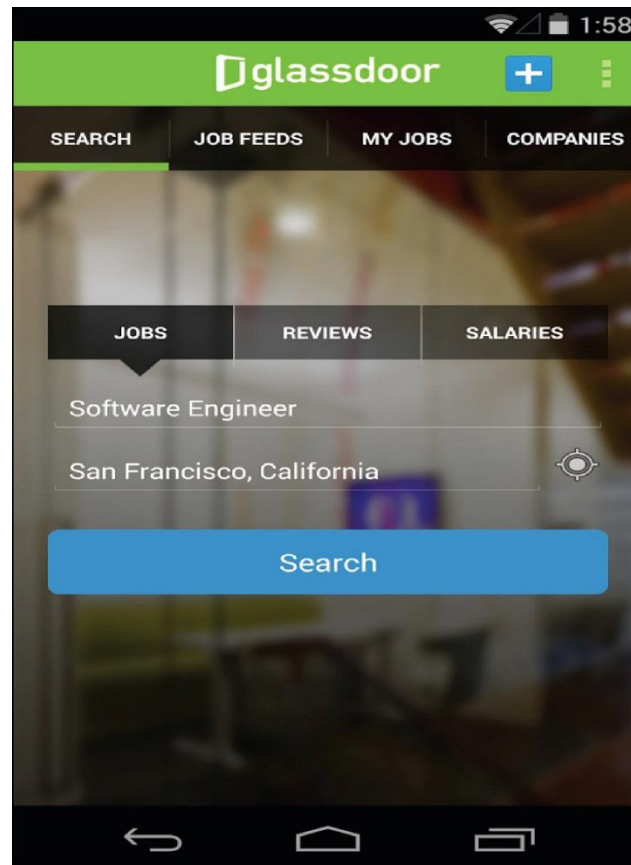 1:58
glassdoor
SEARCH JOB FEEDS MY JOBS COMPANIES
JOBS REVIEWS SALARIES
Software Engineer
San Francisco, California
Search